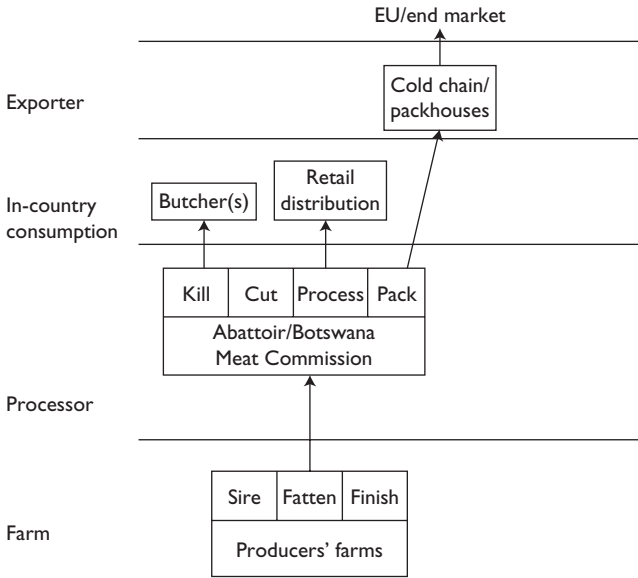 EU/end market
Exporter
Cold chain/
packhouses
In-country
consumption
Butcher(s)
Retail
distribution
Kill
Cut
Process
Pack
Abattoir/Botswana
Meat Commission
Processor
Sire
Fatten
Finish
Farm
Producers’ farms